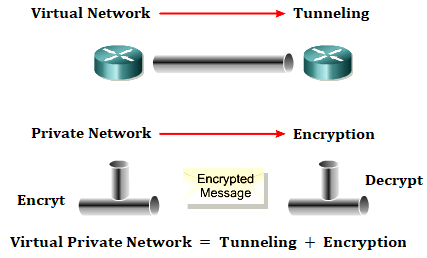 Virtual Network
Tunneling
Private Network
Encryption
Encrypted
Message
Decrypt
Encryt
Virtual Private Network = Tunneling + Encryption